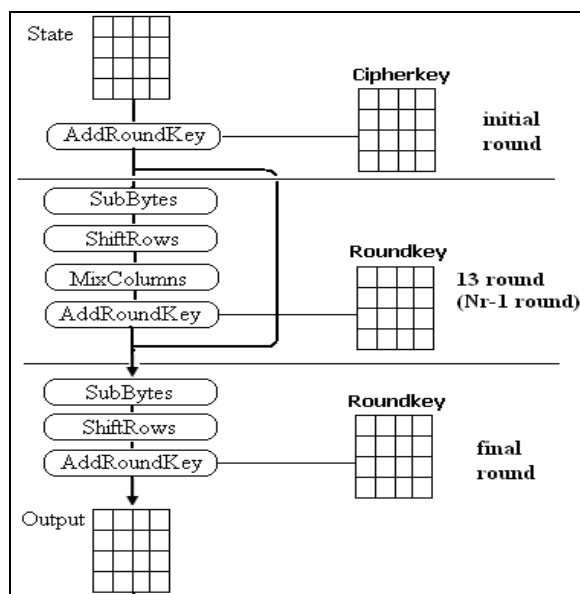 State
Cipherkey
AddRoundKey
initial
round
SubBytes
ShiftRows
MixColumns
AddRoundKey
Roundkey
13 round
(Nr-1 round)
SubBytes
ShiftRows
AddRoundKey
Roundkey
final
round
Output